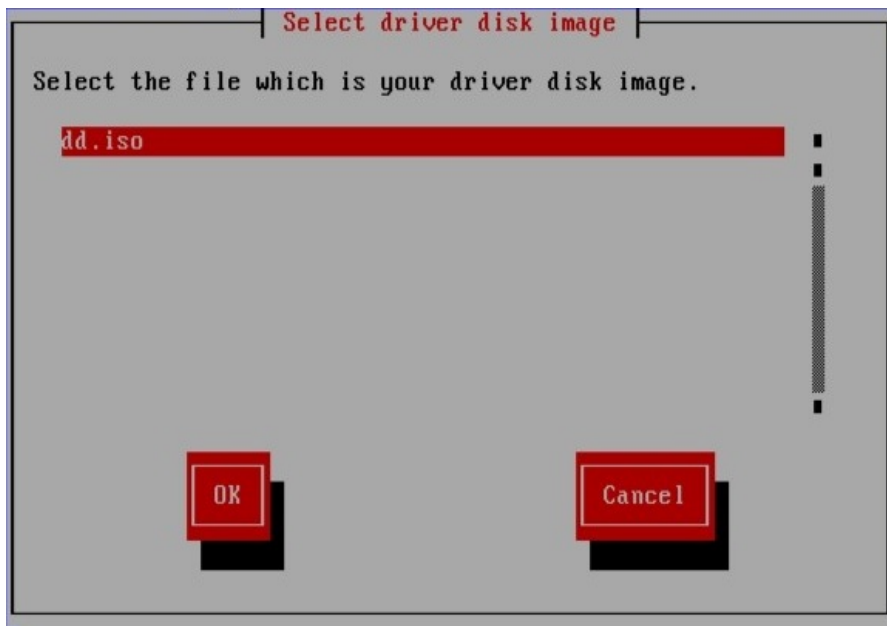 Select driver disk image
Select the file which is your driver disk image.
dd.iso
OK
Cancel